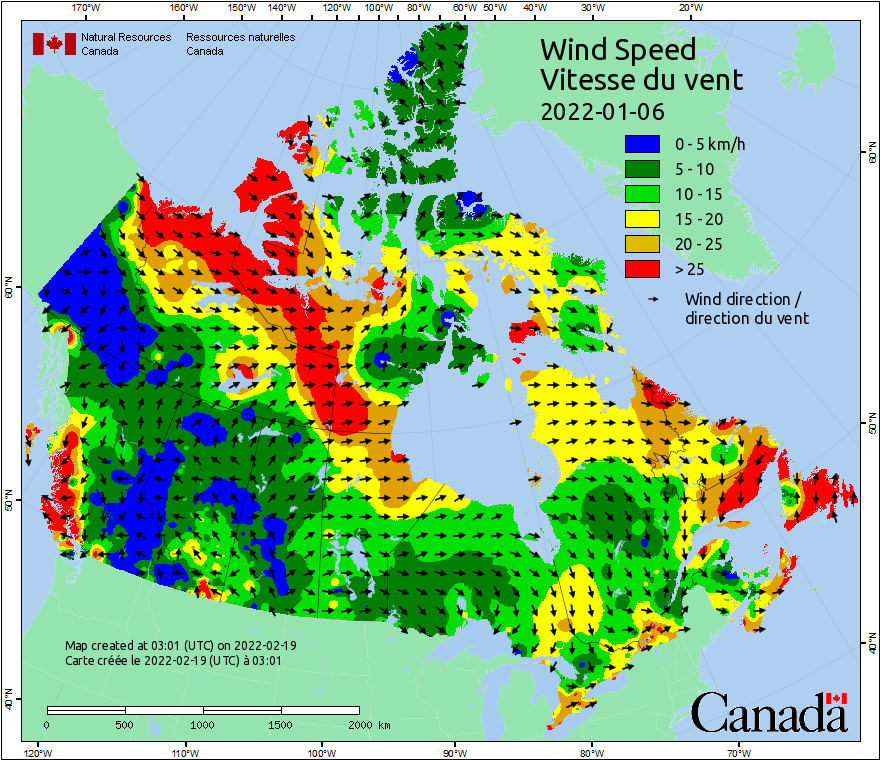 170°W 160°W 150°W 140°W 130°W 120°W 110°W 100°W 90°W 80°W 70°W 60°W 50°W 40°W 30°W 20°W
Natural Resources Ressources naturelles
Canada Canada
Wind Speed
Vitesse du vent
2022-01-06
0 - 5 km/h
5 - 10
10 - 15
15 - 20
20 - 25
> 25
Wind direction /
direction du vent
60°N
60°N
50°N
50°N
40°N
40°N
Map created at 03:01 (UTC) on 2022-02-19
Carte créée le 2022-02-19 (UTC) à 03:01
0 500 1000 1500 2000 km
Canada
120°W 110°W 100°W 90°W 80°W 70°W